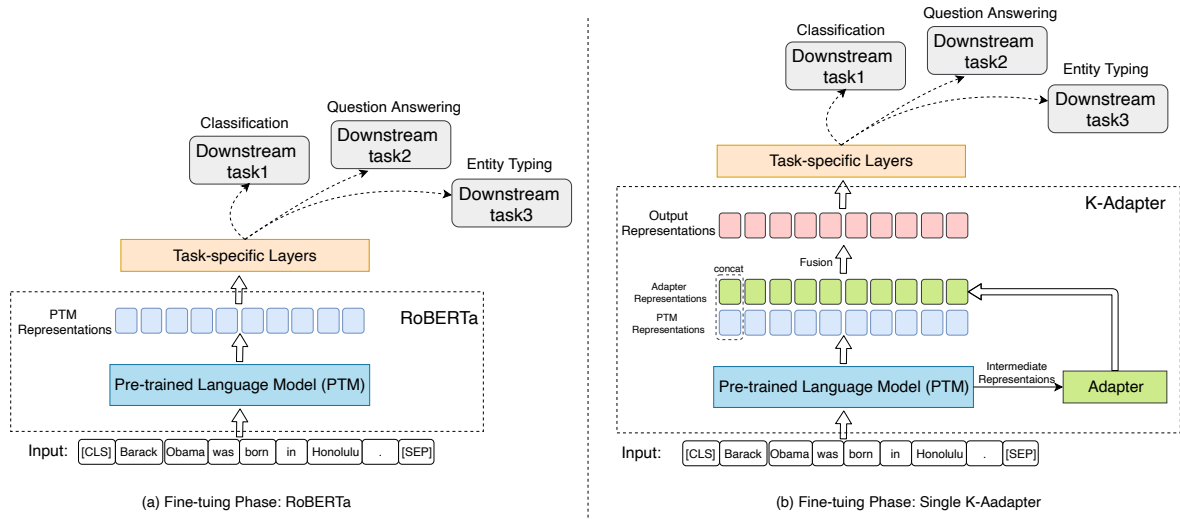 Classification
Downstream
task1
Question Answering
Downstream
task2
Entity Typing
Downstream
task3
Task-specific Layers
PTM
Representations
RoBERTa
Pre-trained Language Model (PTM)
Input: [CLS] Barack Obama was born in Honolulu . [SEP]
(a) Fine-tuing Phase: RoBERTa
Classification
Downstream
task1
Question Answering
Downstream
task2
Entity Typing
Downstream
task3
Task-specific Layers
K-Adapter
Output
Representations
Fusion
concat
Adapter
Representations
PTM
Representations
Pre-trained Language Model (PTM)
Intermediate
Representaions
Adapter
Input: [CLS] Barack Obama was born in Honolulu . [SEP]
(b) Fine-tuing Phase: Single K-Aadapter